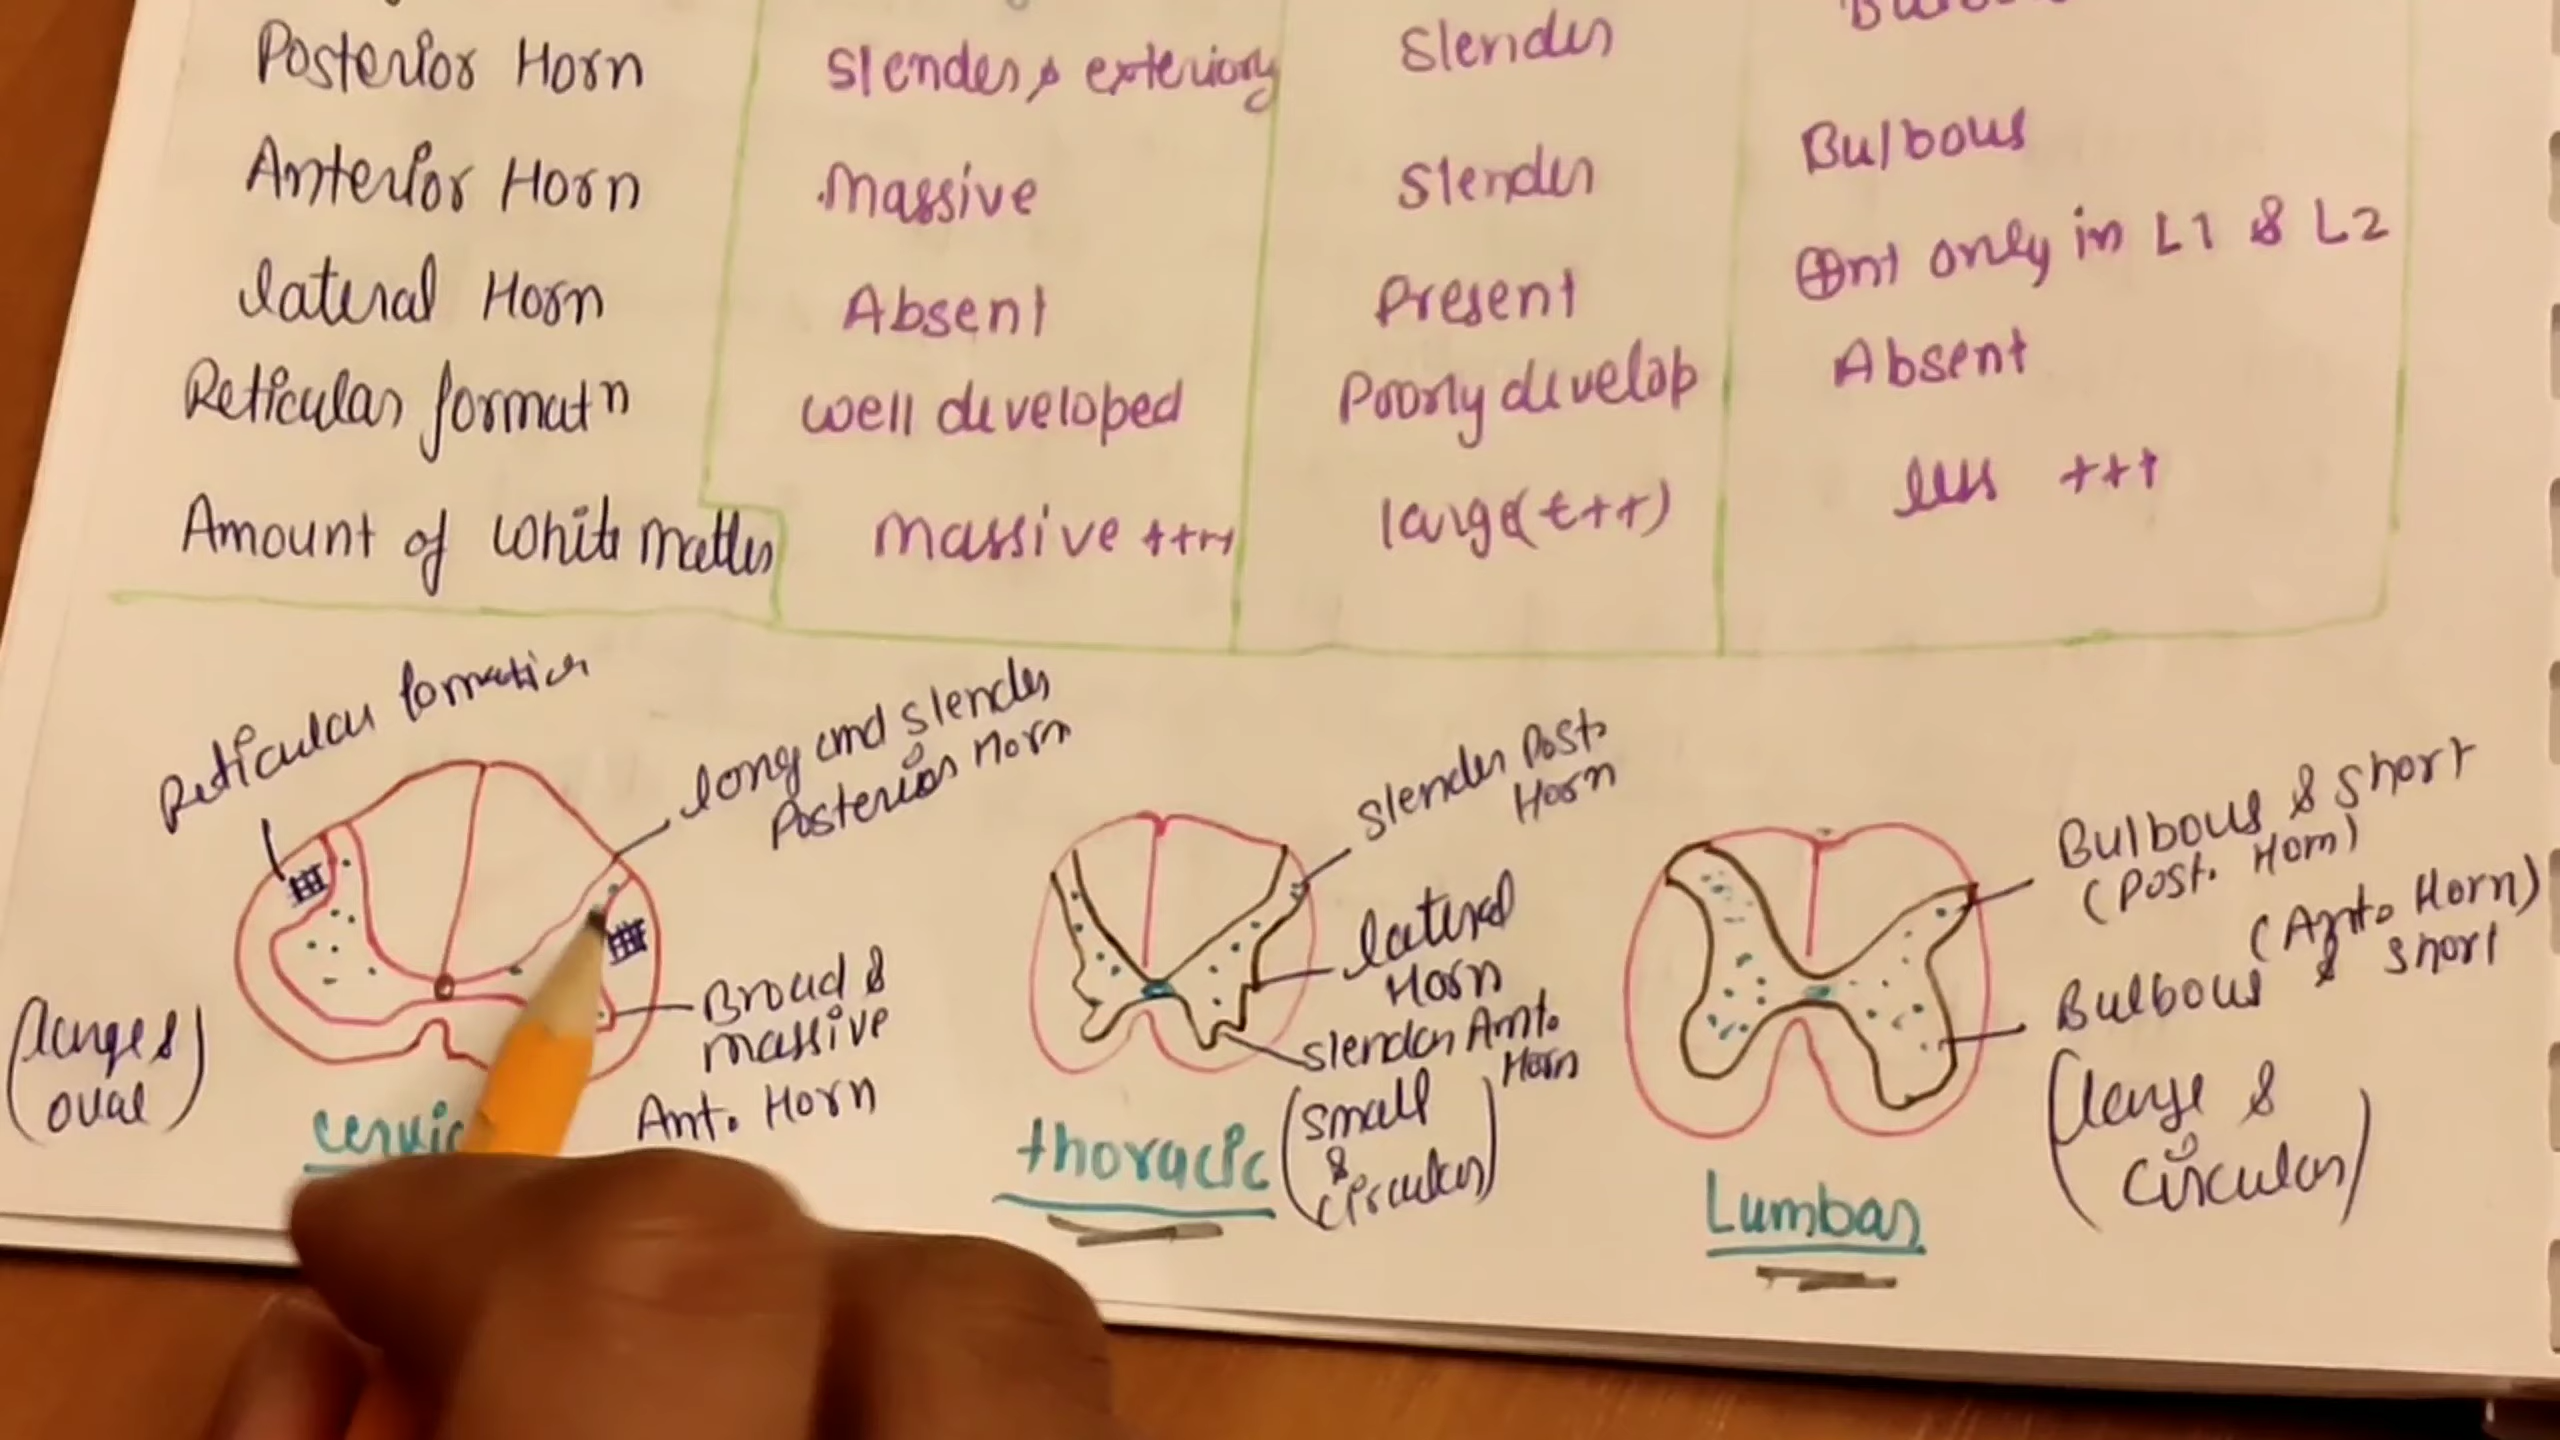 Posterior Horn Slender & exteriorly Slender
Anterior Horn Massive Slender Bulbous
lateral Horn Absent Present ⊕nt only in L1 & L2
Reticular formatn well developed Poorly develop Absent
Amount of white matter massive ++++ large(+++) less +++
Reticular formation
long and slender
Posterior Horn
Broad &
massive
Ant. Horn
(large &
oval)
cervic
slender Post.
Horn
lateral
Horn
slender Ant.
Horn
(small
&
circular)
thoracic
Bulbous & short
(Post. Horn)
(Ant. Horn)
Bulbous & short
(large &
circular)
Lumbar